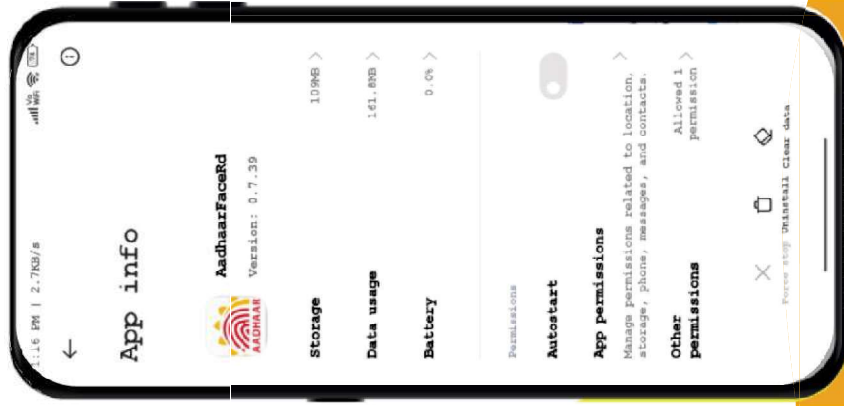 1:16 PM | 2.7KB/s
Vo
WiFi
App info
AADHAAR
AadhaarFaceRd
Version: 0.7.39
Storage 109MB
Data usage 161.8MB
Battery 0.0%
Permissions
Autostart
App permissions
Manage permissions related to location,
storage, phone, messages, and contacts.
Other permissions Allowed 1 permission
Force stop Uninstall Clear data